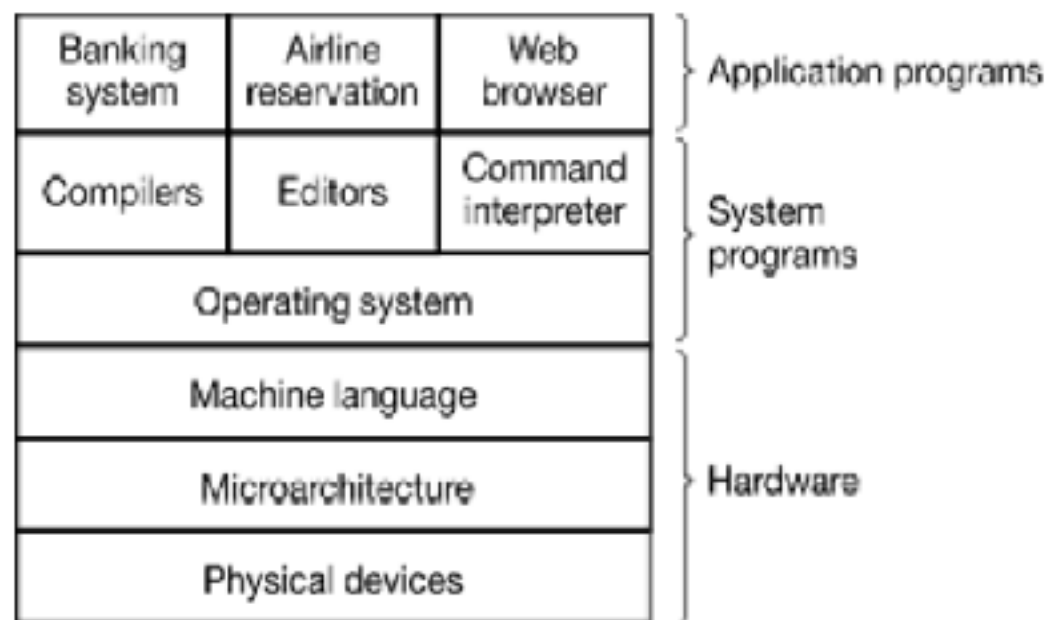 Banking
system
Airline
reservation
Web
browser
Application programs
Compilers
Editors
Command
interpreter
System
programs
Operating system
Machine language
Microarchitecture
Hardware
Physical devices